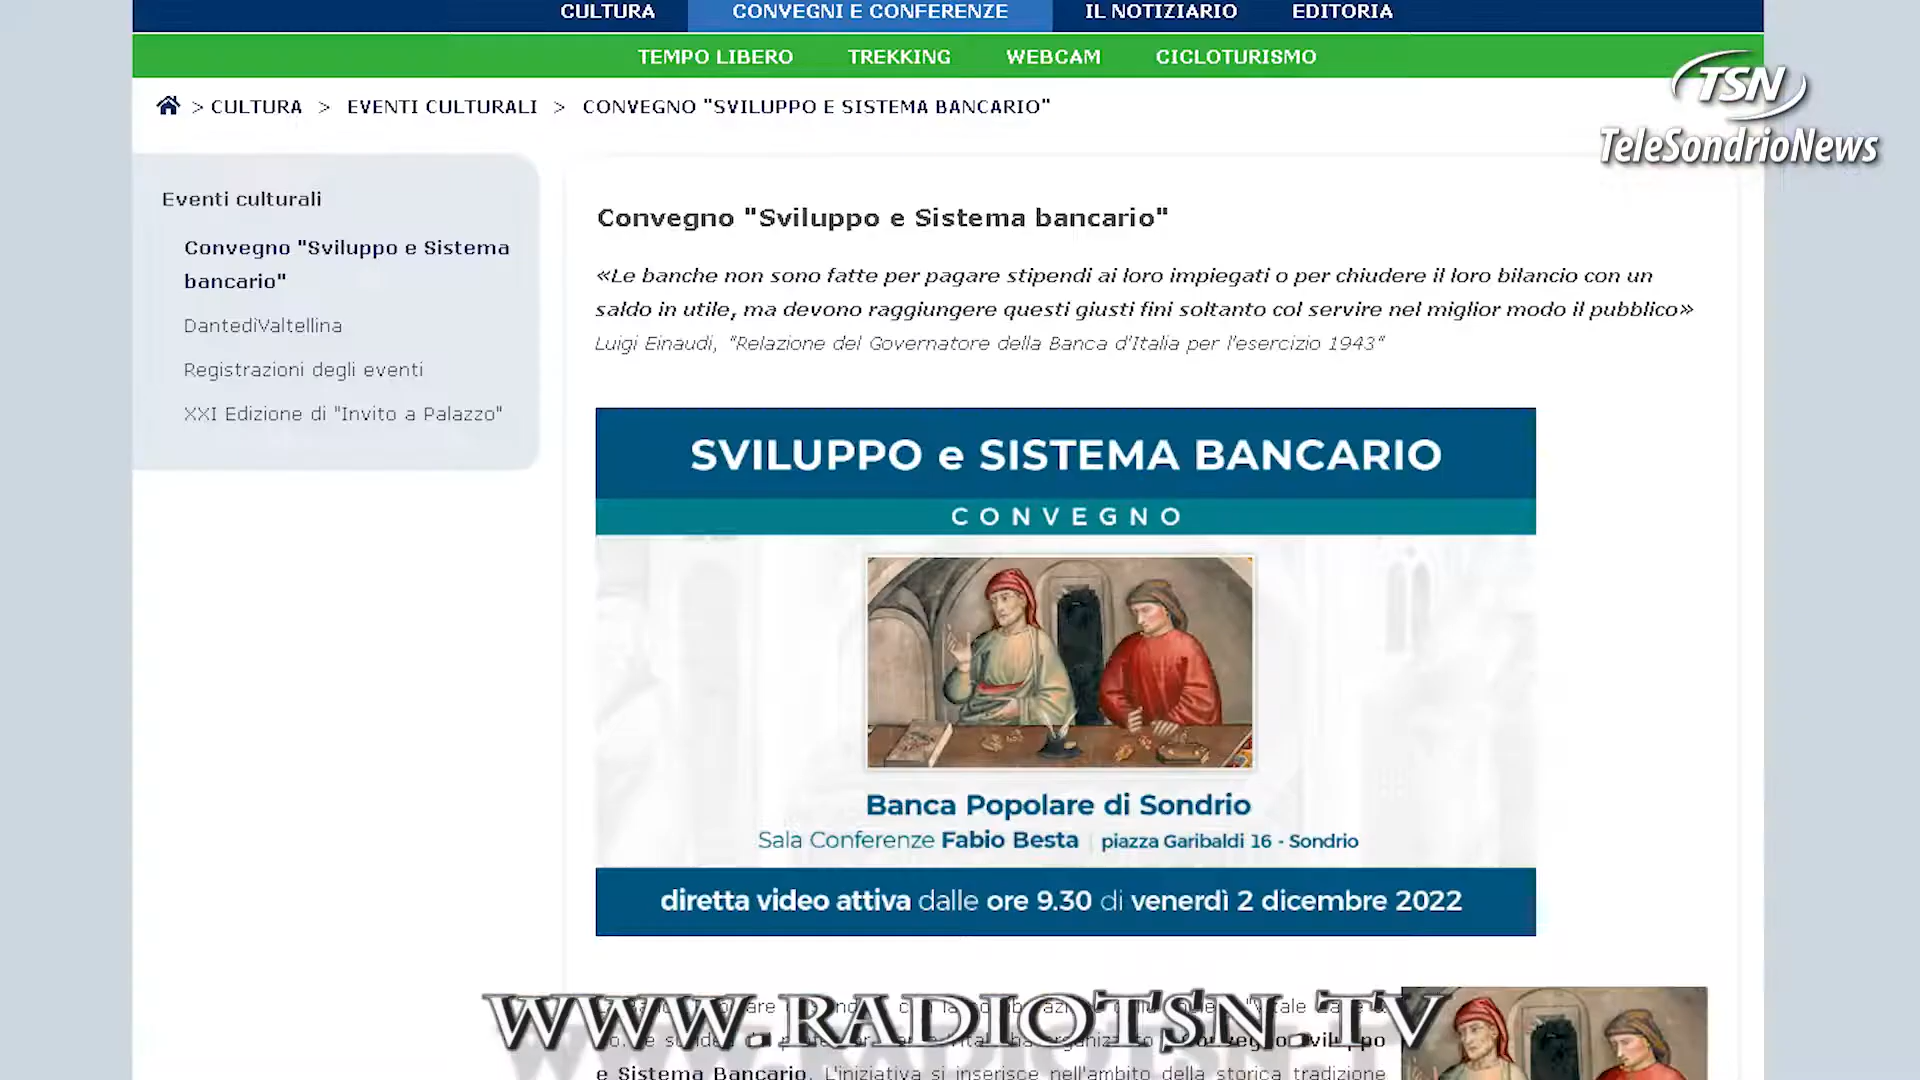 CULTURA CONVEGNI E CONFERENZE IL NOTIZIARIO EDITORIA
TEMPO LIBERO TREKKING WEBCAM CICLOTURISMO
> CULTURA > EVENTI CULTURALI > CONVEGNO "SVILUPPO E SISTEMA BANCARIO"
TSN
TeleSondrioNews
Eventi culturali
Convegno "Sviluppo e Sistema
bancario"
DantediValtellina
Registrazioni degli eventi
XXI Edizione di "Invito a Palazzo"
Convegno "Sviluppo e Sistema bancario"
«Le banche non sono fatte per pagare stipendi ai loro impiegati o per chiudere il loro bilancio con un
saldo in utile, ma devono raggiungere questi giusti fini soltanto col servire nel miglior modo il pubblico»
Luigi Einaudi, "Relazione del Governatore della Banca d'Italia per l'esercizio 1943"
SVILUPPO e SISTEMA BANCARIO
CONVEGNO
Banca Popolare di Sondrio
Sala Conferenze Fabio Besta | piazza Garibaldi 16 - Sondrio
diretta video attiva dalle ore 9.30 di venerdì 2 dicembre 2022
WWW.RADIOTSN.TV
e Sistema Bancario. L'iniziativa si inserisce nell'ambito della storica tradizione